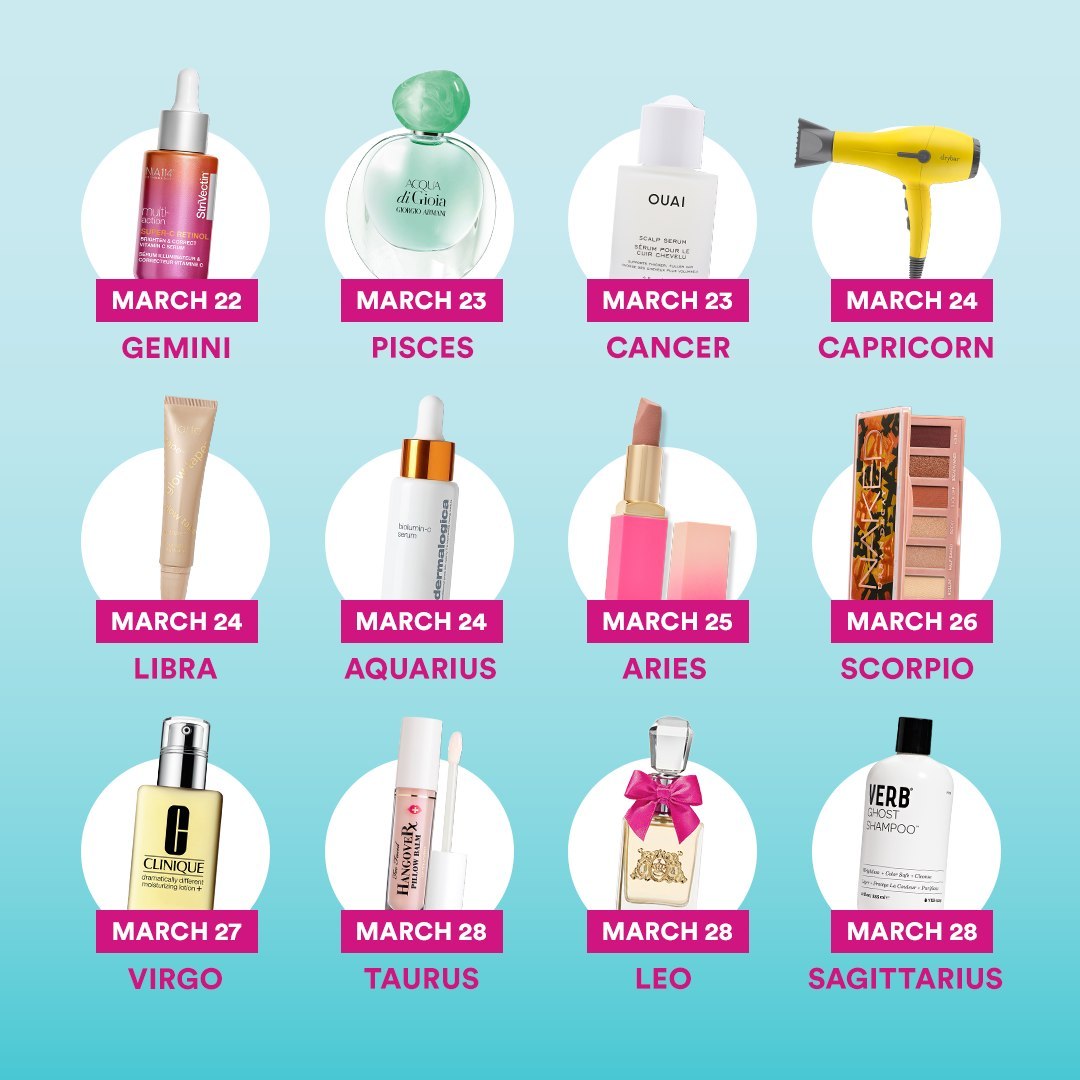 NIA114
StriVectin
multi-
action
SUPER-C RETINOL
BRIGHTEN & CORRECT
VITAMIN C SERUM
SÉRUM ILLUMINATEUR &
CORRECTEUR VITAMINE C
MARCH 22
GEMINI
ACQUA
di Gioia
GIORGIO ARMANI
MARCH 23
PISCES
OUAI
SCALP SERUM
SÉRUM POUR LE
CUIR CHEVELU
MARCH 23
CANCER
drybar
MARCH 24
CAPRICORN
tarte
MARCH 24
LIBRA
biolumin-c
serum
dermalogica
MARCH 24
AQUARIUS
MARCH 25
ARIES
NAKED
MARCH 26
SCORPIO
CLINIQUE
dramatically different
moisturizing lotion +
MARCH 27
VIRGO
Too Faced
HANGOVER Rx
PILLOW BALM
MARCH 28
TAURUS
MARCH 28
LEO
VERB
GHOST
SHAMPOO™
MARCH 28
SAGITTARIUS